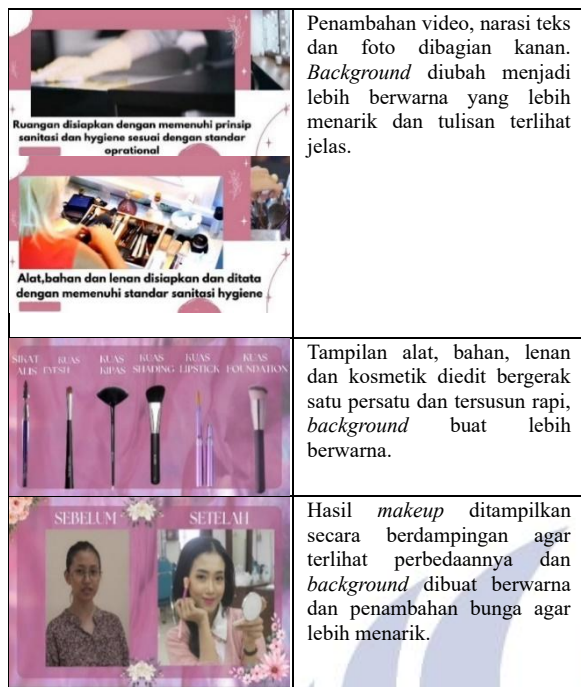 Ruangan disiapkan dengan memenuhi prinsip
sanitasi dan hygiene sesuai dengan standar
oprational
Alat,bahan dan lenan disiapkan dan ditata
dengan memenuhi standar sanitasi hygiene
Penambahan video, narasi teks
dan foto dibagian kanan.
Background diubah menjadi
lebih berwarna yang lebih
menarik dan tulisan terlihat
jelas.
SIKAT ALIS
KUAS
KUAS KIPAS
KUAS SHADING
KUAS LIPSTICK
KUAS FOUNDATION
Tampilan alat, bahan, lenan
dan kosmetik diedit bergerak
satu persatu dan tersusun rapi,
background buat lebih
berwarna.
SEBELUM
SETELAH
Hasil makeup ditampilkan
secara berdampingan agar
terlihat perbedaannya dan
background dibuat berwarna
dan penambahan bunga agar
lebih menarik.